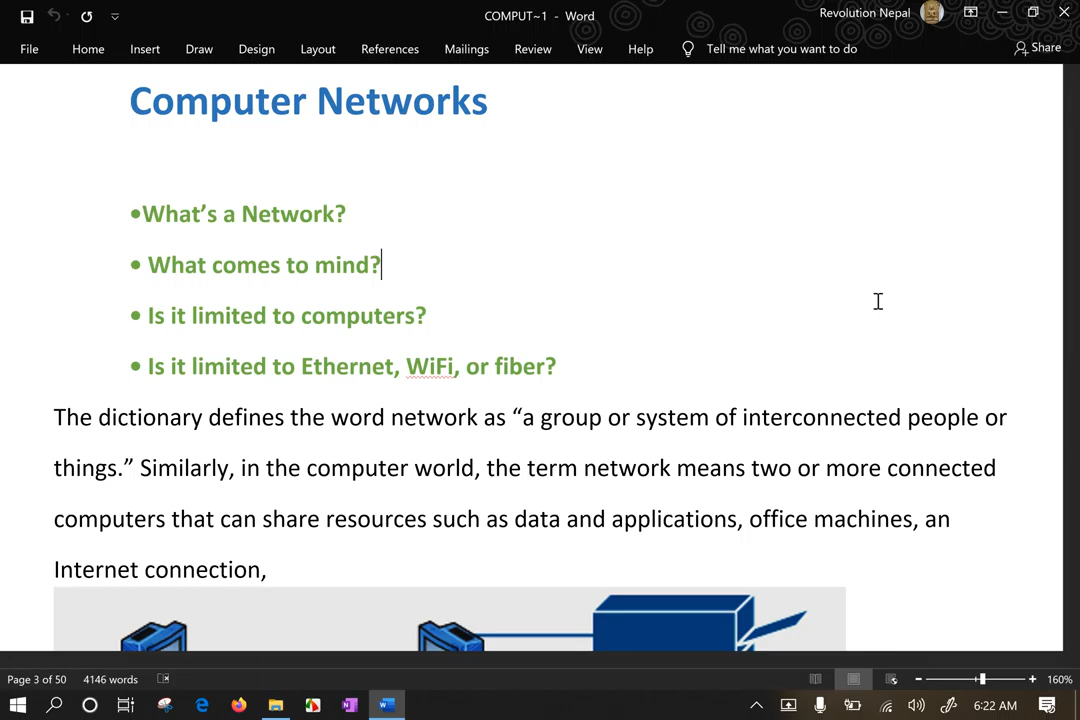 COMPUT~1 - Word
Revolution Nepal
File Home Insert Draw Design Layout References Mailings Review View Help Tell me what you want to do Share
Computer Networks
•What’s a Network?
• What comes to mind?
• Is it limited to computers?
• Is it limited to Ethernet, WiFi, or fiber?
The dictionary defines the word network as “a group or system of interconnected people or
things.” Similarly, in the computer world, the term network means two or more connected
computers that can share resources such as data and applications, office machines, an
Internet connection,
Page 3 of 50 4146 words 160%
6:22 AM